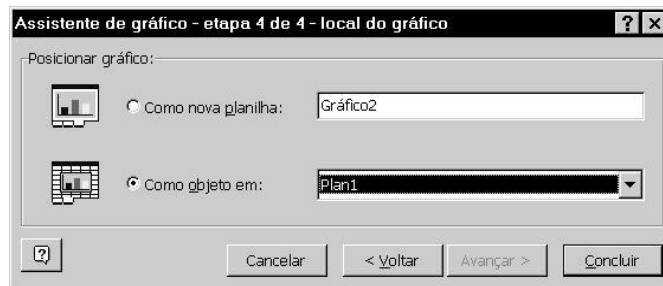 Assistente de gráfico - etapa 4 de 4 - local do gráfico ? ×
Posicionar gráfico:
Como nova planilha: Gráfico2
Como objeto em: Plan1
? Cancelar < Voltar Avançar > Concluir